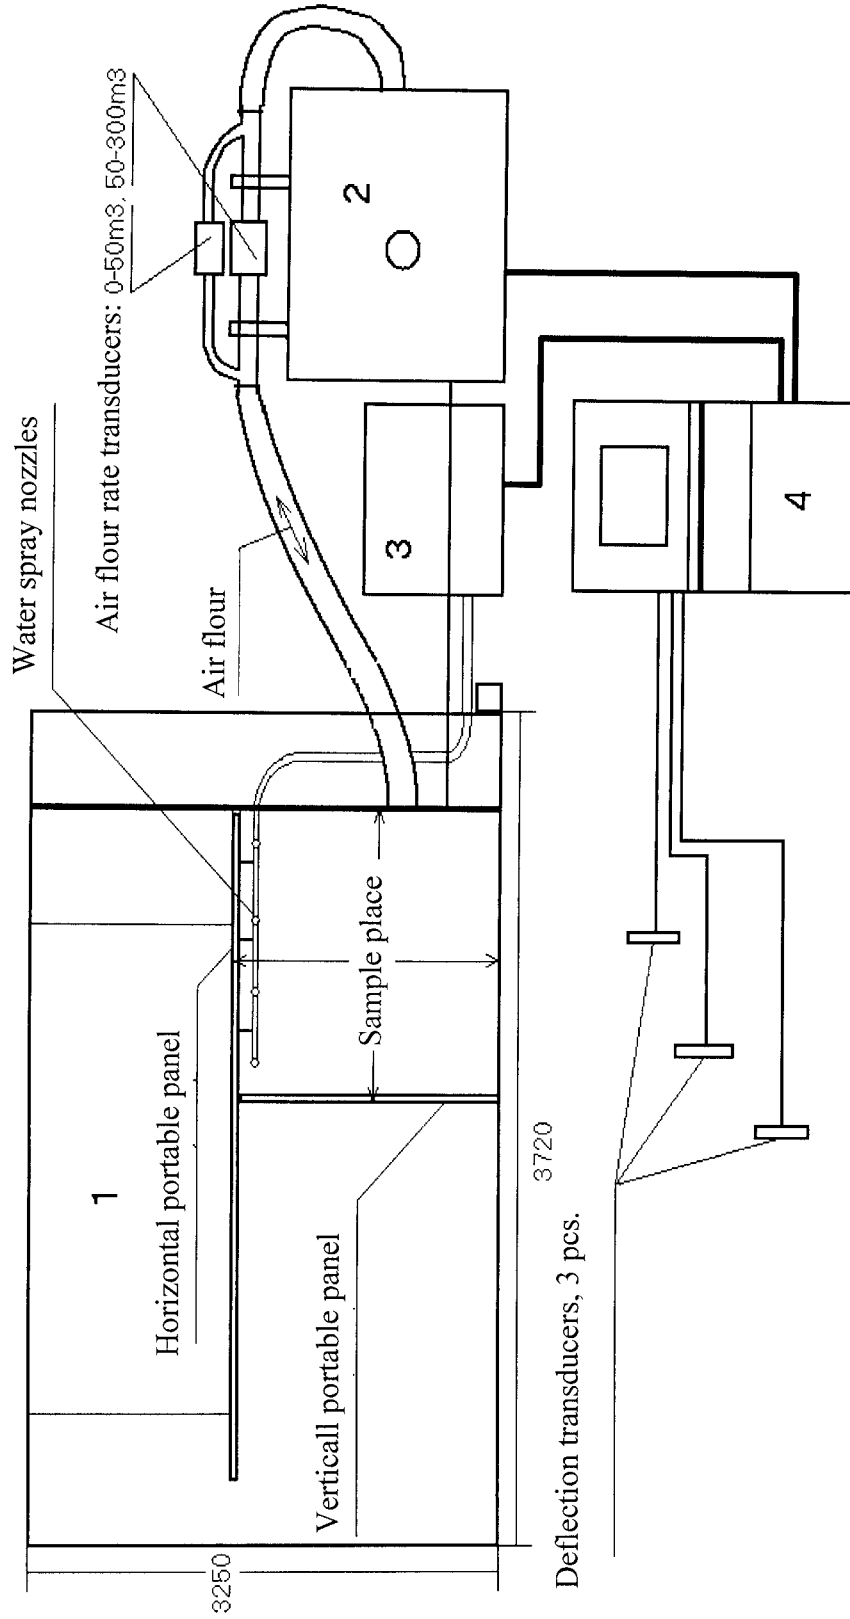 Air flour rate transducers: 0-50m3, 50-300m3
Water spray nozzles
Air flour
2
3
4
1
Horizontal portable panel
Sample place
Verticall portable panel
3250
3720
Deflection transducers, 3 pcs.